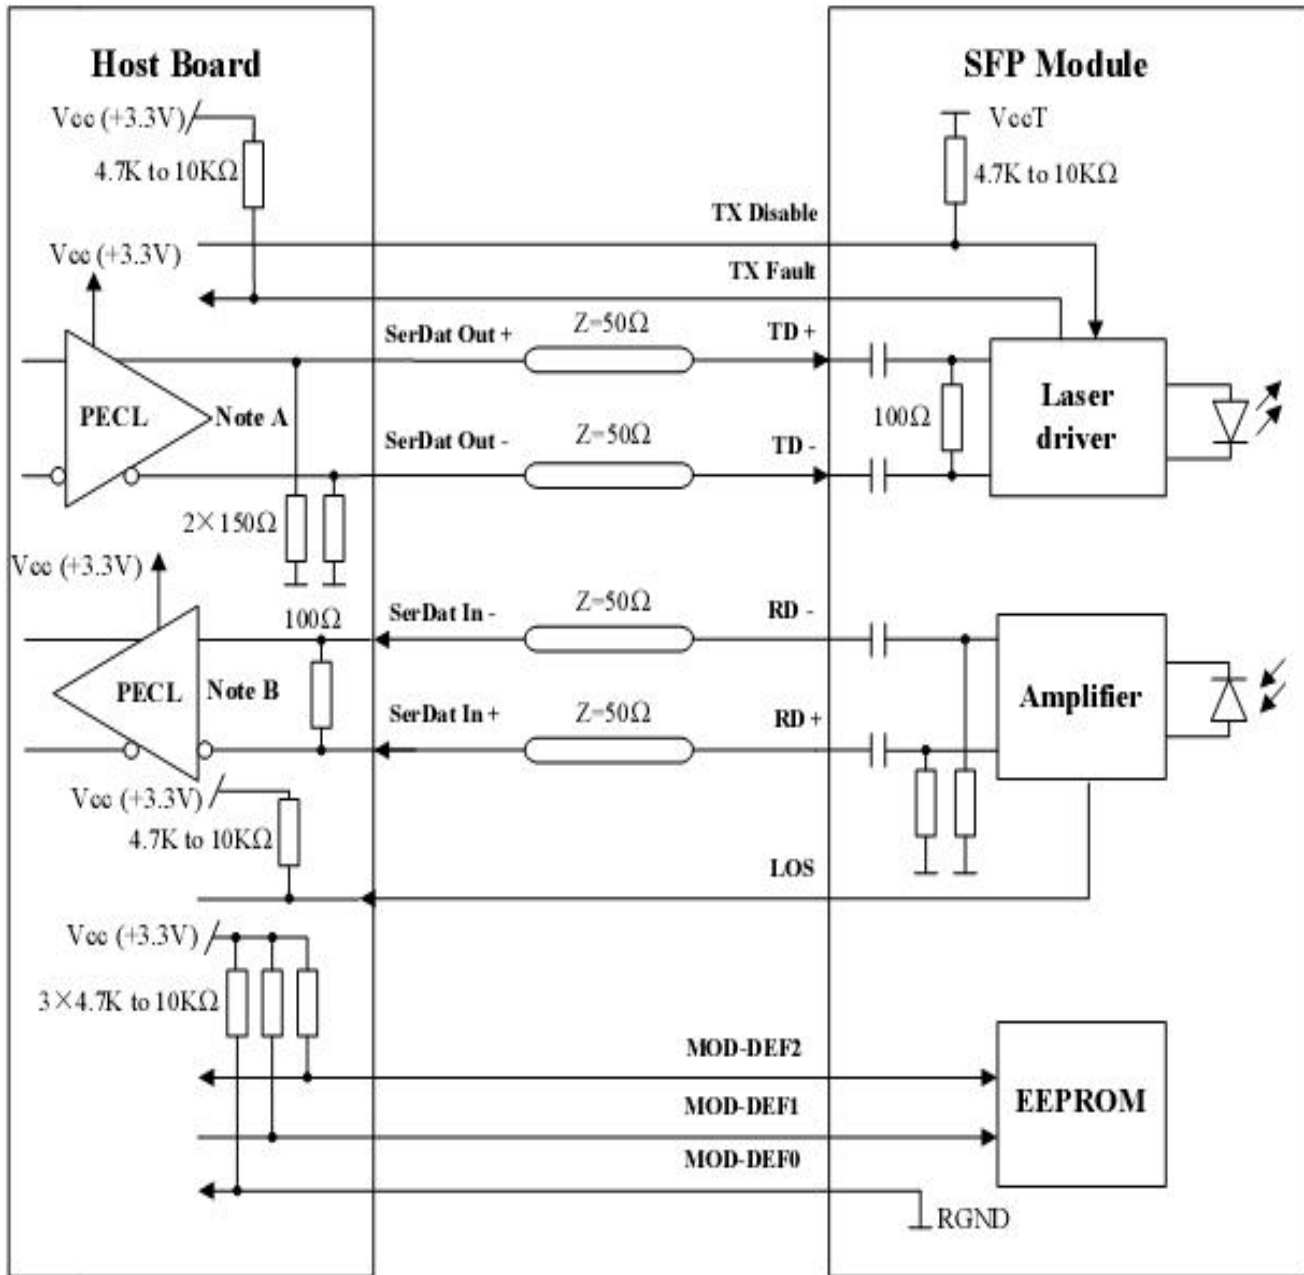 Host Board
SFP Module
Vcc (+3.3V)
VccT
4.7K to 10KΩ
4.7K to 10KΩ
TX Disable
Vcc (+3.3V)
TX Fault
SerDat Out +
Z=50Ω
TD +
PECL
Note A
100Ω
Laser
driver
SerDat Out -
Z=50Ω
TD -
2×150Ω
Vcc (+3.3V)
100Ω
SerDat In -
Z=50Ω
RD -
PECL
Note B
Amplifier
SerDat In +
Z=50Ω
RD +
Vcc (+3.3V)
4.7K to 10KΩ
LOS
Vcc (+3.3V)
3×4.7K to 10KΩ
MOD-DEF2
EEPROM
MOD-DEF1
MOD-DEF0
RGND